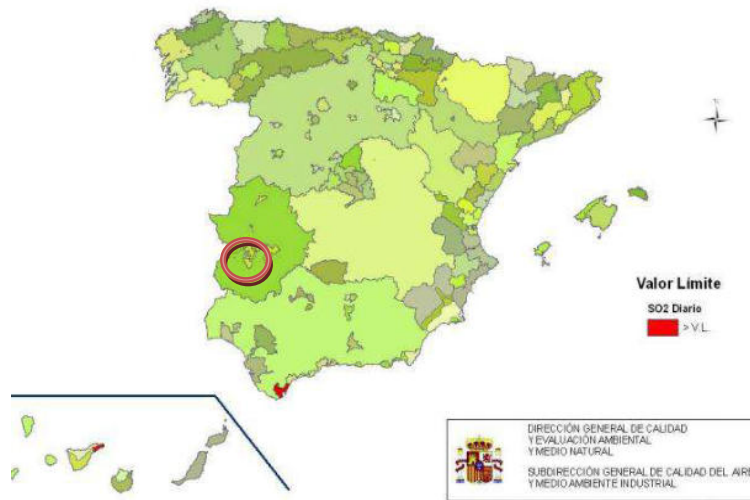 Valor Límite
SO2 Diario
> V.L.
DIRECCIÓN GENERAL DE CALIDAD
Y EVALUACIÓN AMBIENTAL
Y MEDIO NATURAL
SUBDIRECCIÓN GENERAL DE CALIDAD DEL AIRE
Y MEDIO AMBIENTE INDUSTRIAL